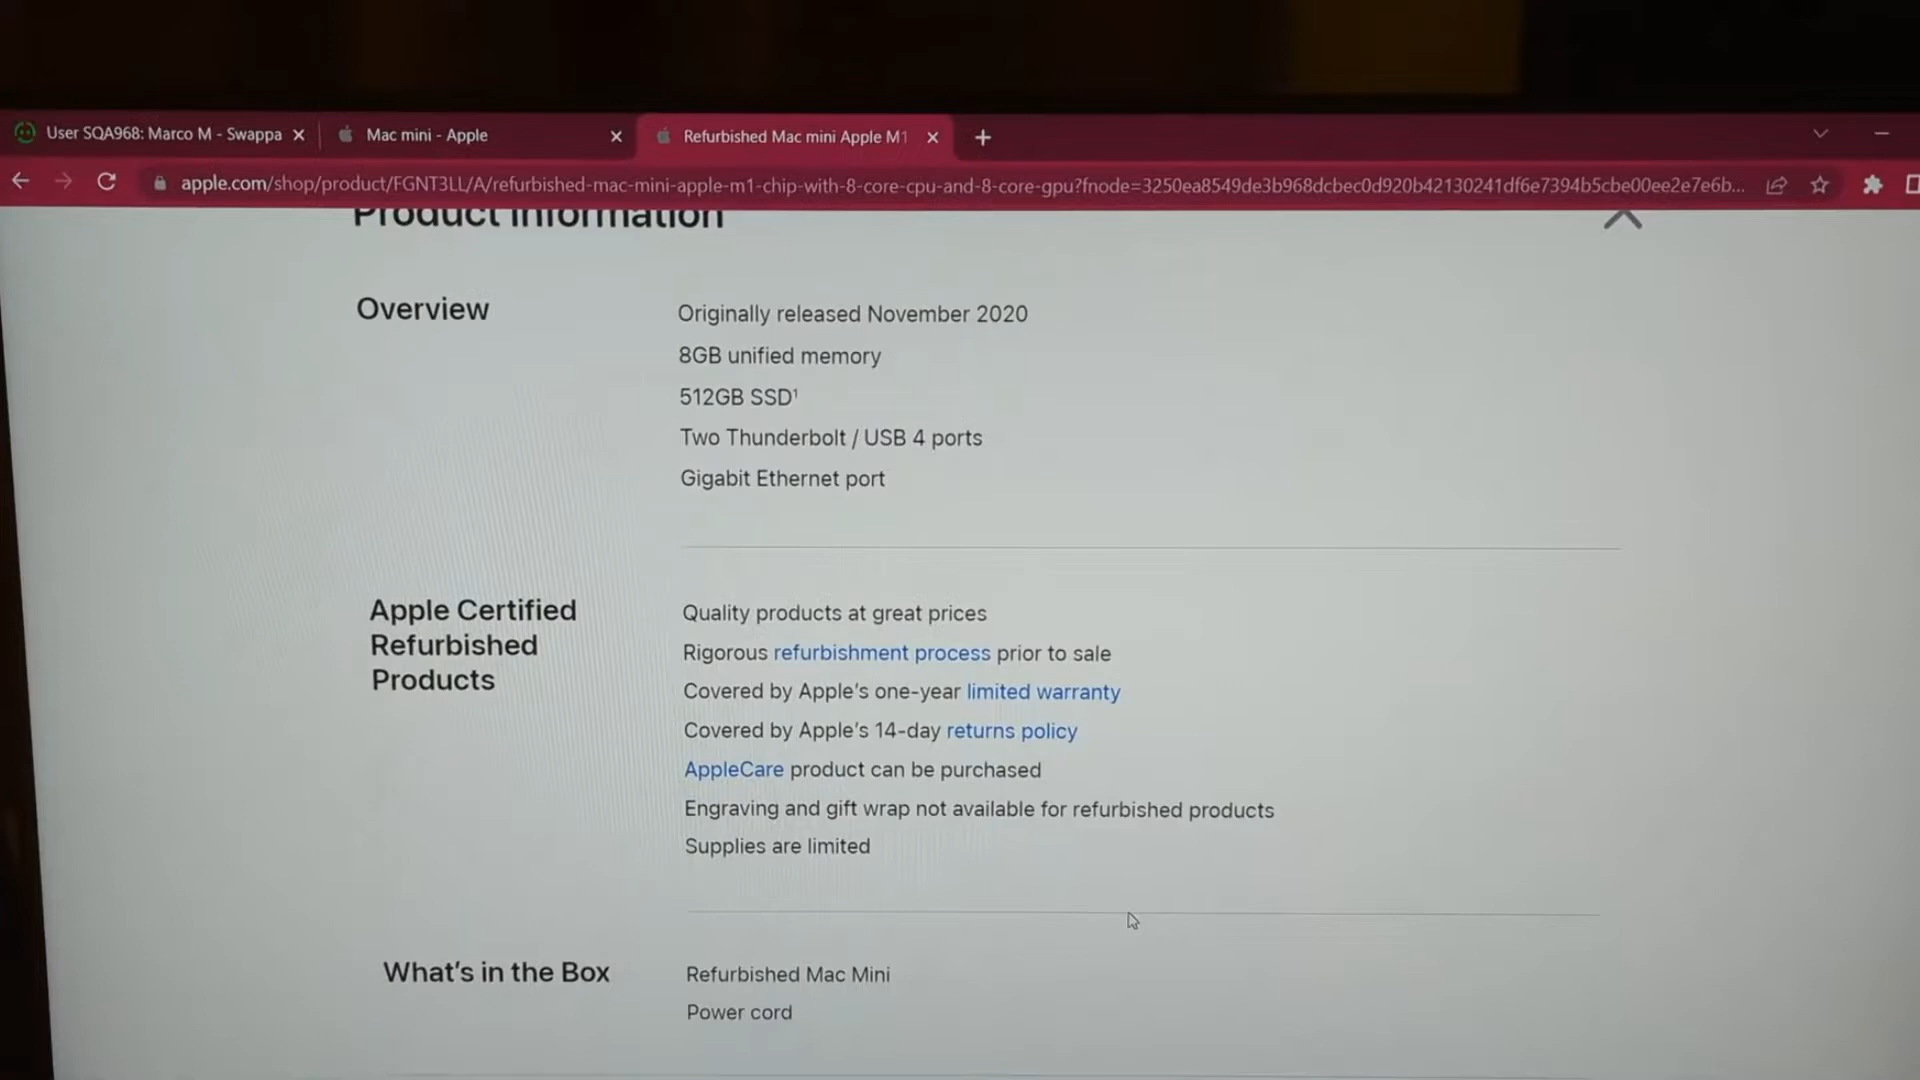 User SQA968: Marco M - Swappa
Mac mini - Apple
Refurbished Mac mini Apple M1
apple.com/shop/product/FGNT3LL/A/refurbished-mac-mini-apple-m1-chip-with-8-core-cpu-and-8-core-gpu?fnode=3250ea8549de3b968dcbec0d920b42130241df6e7394b5cbe00ee2e7e6b...
Product Information
Overview
Originally released November 2020
8GB unified memory
512GB SSD¹
Two Thunderbolt / USB 4 ports
Gigabit Ethernet port
Apple Certified
Refurbished
Products
Quality products at great prices
Rigorous refurbishment process prior to sale
Covered by Apple's one-year limited warranty
Covered by Apple's 14-day returns policy
AppleCare product can be purchased
Engraving and gift wrap not available for refurbished products
Supplies are limited
What's in the Box
Refurbished Mac Mini
Power cord